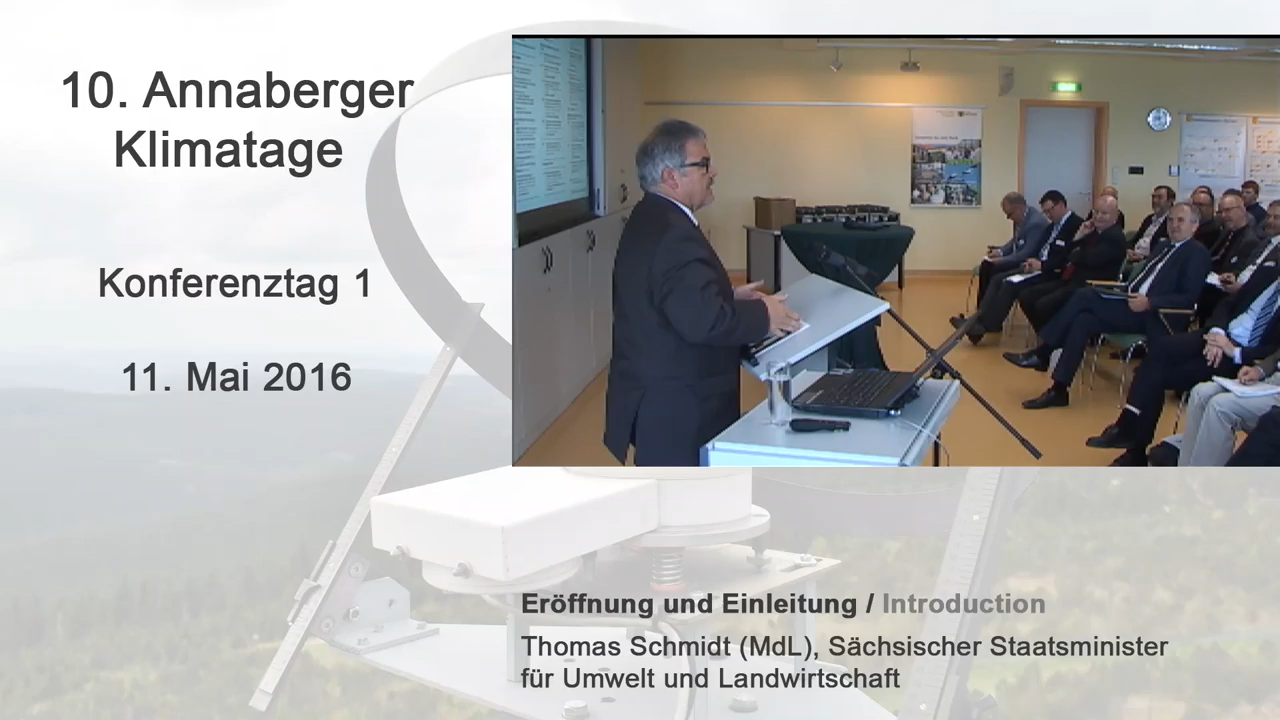 10. Annaberger
Klimatage
Konferenztag 1
11. Mai 2016
Eröffnung und Einleitung / Introduction
Thomas Schmidt (MdL), Sächsischer Staatsminister
für Umwelt und Landwirtschaft